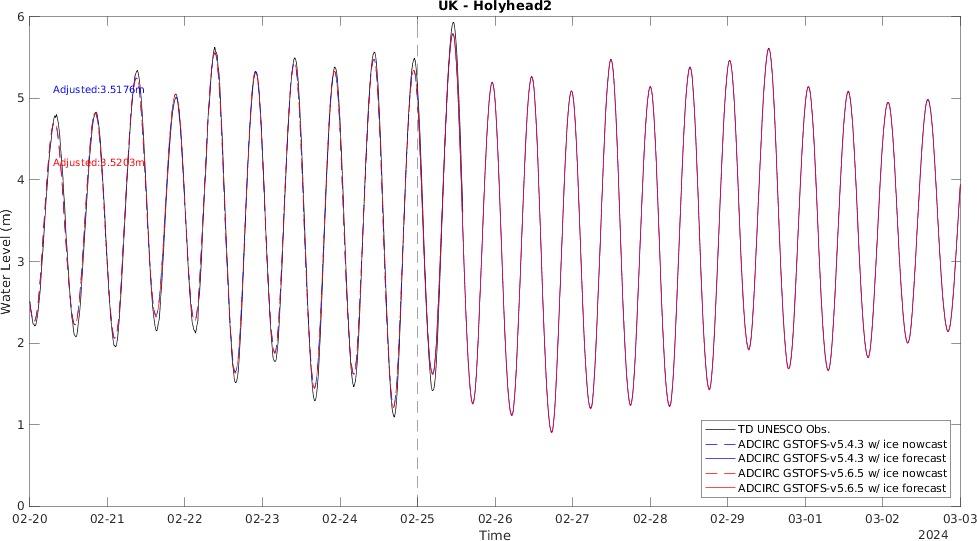 UK - Holyhead2
6
5
4
3
2
1
0
Water Level (m)
Adjusted:3.5176m
Adjusted:3.5203m
TD UNESCO Obs.
ADCIRC GSTOFS-v5.4.3 w/ ice nowcast
ADCIRC GSTOFS-v5.4.3 w/ ice forecast
ADCIRC GSTOFS-v5.6.5 w/ ice nowcast
ADCIRC GSTOFS-v5.6.5 w/ ice forecast
02-20 02-21 02-22 02-23 02-24 02-25 02-26 02-27 02-28 02-29 03-01 03-02 03-03
Time
2024